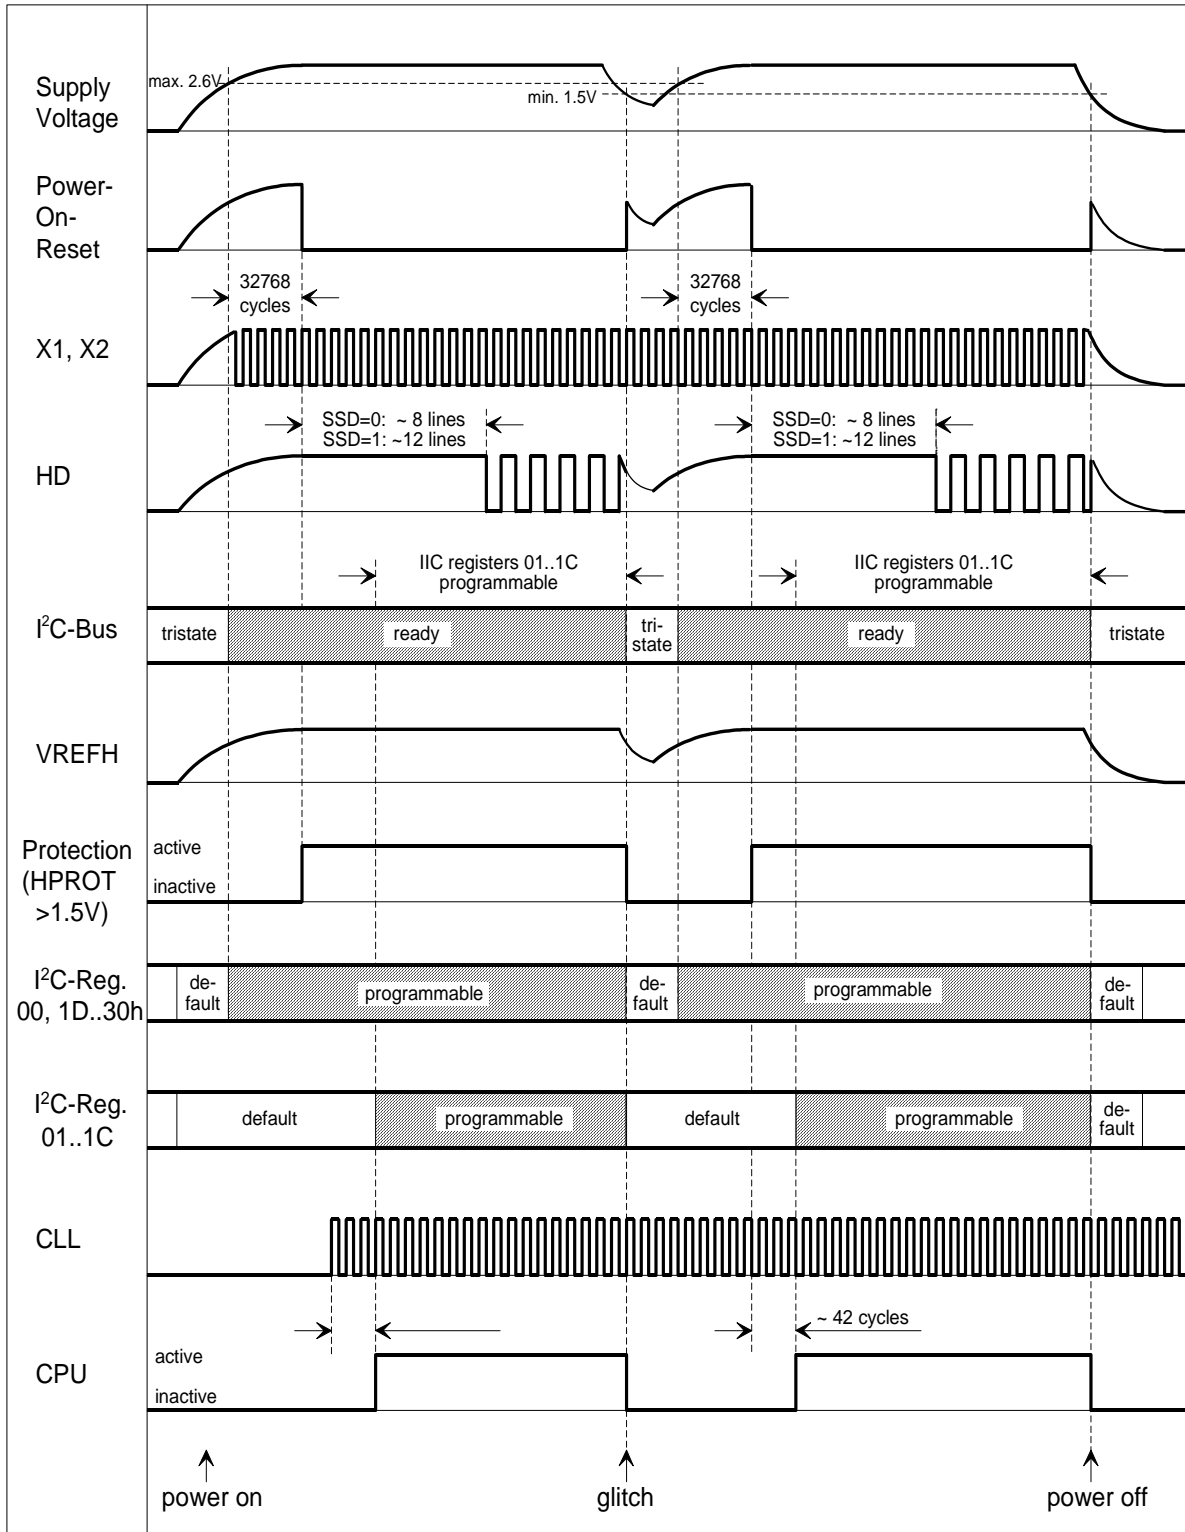 Supply
Voltage
max. 2.6V
min. 1.5V
Power-
On-
Reset
32768
cycles
32768
cycles
X1, X2
SSD=0: ~ 8 lines
SSD=1: ~12 lines
SSD=0: ~ 8 lines
SSD=1: ~12 lines
HD
IIC registers 01..1C
programmable
IIC registers 01..1C
programmable
I²C-Bus
tristate
ready
tri-
state
ready
tristate
VREFH
Protection
(HPROT
>1.5V)
active
inactive
I²C-Reg.
00, 1D..30h
de-
fault
programmable
de-
fault
programmable
de-
fault
I²C-Reg.
01..1C
default
programmable
default
programmable
de-
fault
CLL
~ 42 cycles
CPU
active
inactive
power on
glitch
power off